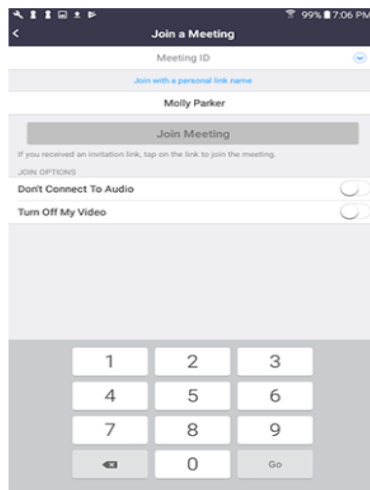 99% 7:06 PM
Join a Meeting
Meeting ID
Join with a personal link name
Molly Parker
Join Meeting
If you received an invitation link, tap on the link to join the meeting.
JOIN OPTIONS
Don't Connect To Audio
Turn Off My Video
1 2 3
4 5 6
7 8 9
0 Go